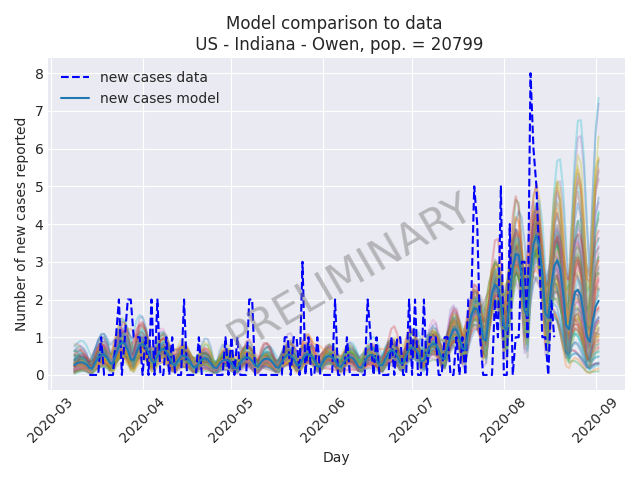 Model comparison to data
US - Indiana - Owen, pop. = 20799
new cases data
new cases model
PRELIMINARY
Number of new cases reported
8
7
6
5
4
3
2
1
0
2020-03
2020-04
2020-05
2020-06
2020-07
2020-08
2020-09
Day